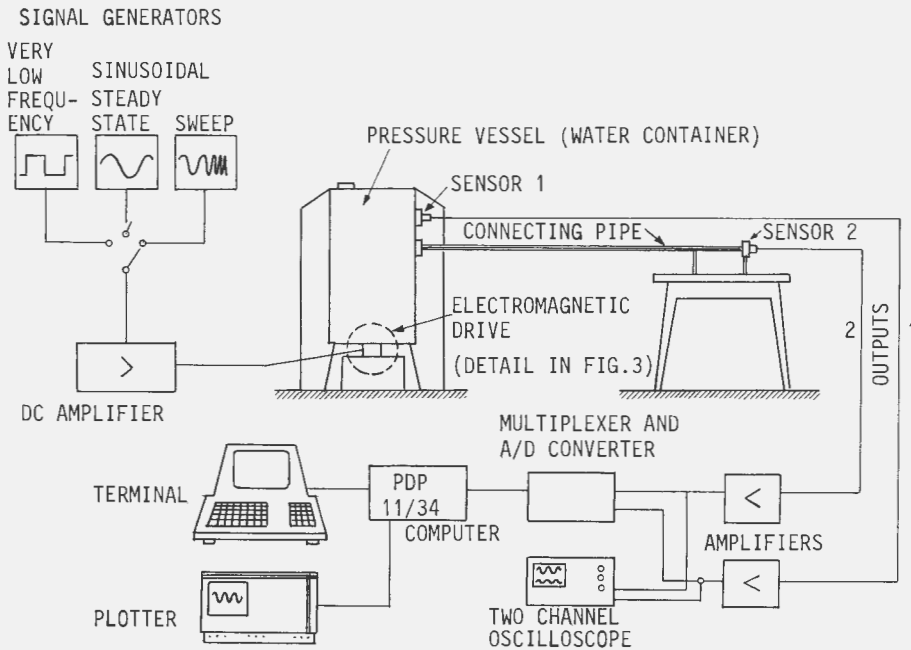 SIGNAL GENERATORS
VERY
LOW
FREQU-
ENCY
SINUSOIDAL
STEADY
STATE
SWEEP
PRESSURE VESSEL (WATER CONTAINER)
SENSOR 1
CONNECTING PIPE
SENSOR 2
ELECTROMAGNETIC
DRIVE
(DETAIL IN FIG.3)
2
OUTPUTS
>
DC AMPLIFIER
MULTIPLEXER AND
A/D CONVERTER
TERMINAL
PDP
11/34
COMPUTER
<
AMPLIFIERS
<
PLOTTER
TWO CHANNEL
OSCILLOSCOPE